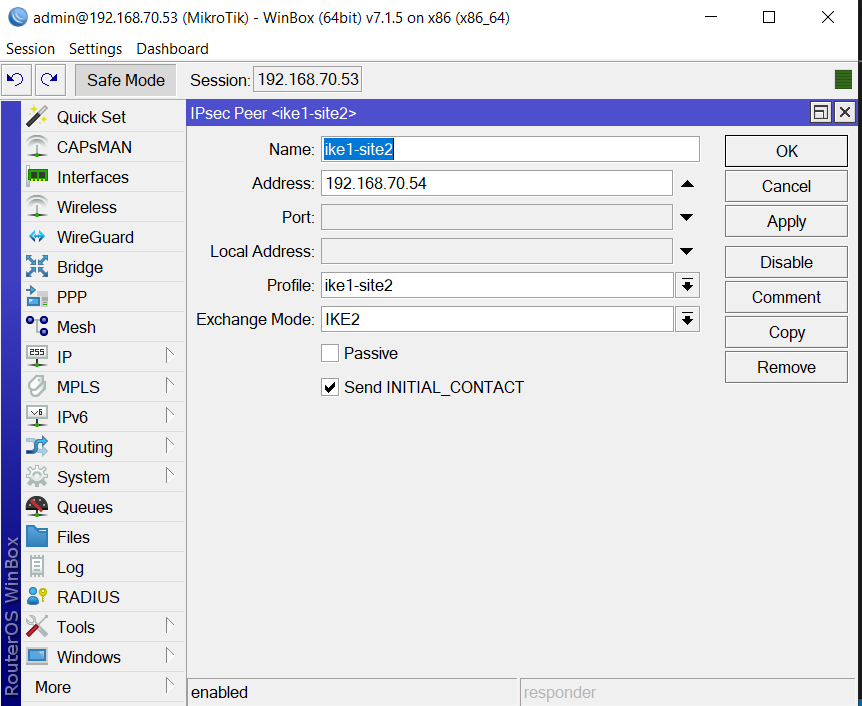 admin@192.168.70.53 (MikroTik) - WinBox (64bit) v7.1.5 on x86 (x86_64)
Session Settings Dashboard
Safe Mode Session: 192.168.70.53
Quick Set
CAPsMAN
Interfaces
Wireless
WireGuard
Bridge
PPP
Mesh
255 IP
MPLS
v6 IPv6
Routing
System
Queues
Files
Log
RADIUS
Tools
Windows
More
RouterOS WinBox
IPsec Peer <ike1-site2>
Name: ike1-site2
Address: 192.168.70.54
Port:
Local Address:
Profile: ike1-site2
Exchange Mode: IKE2
Passive
Send INITIAL_CONTACT
OK
Cancel
Apply
Disable
Comment
Copy
Remove
enabled
responder